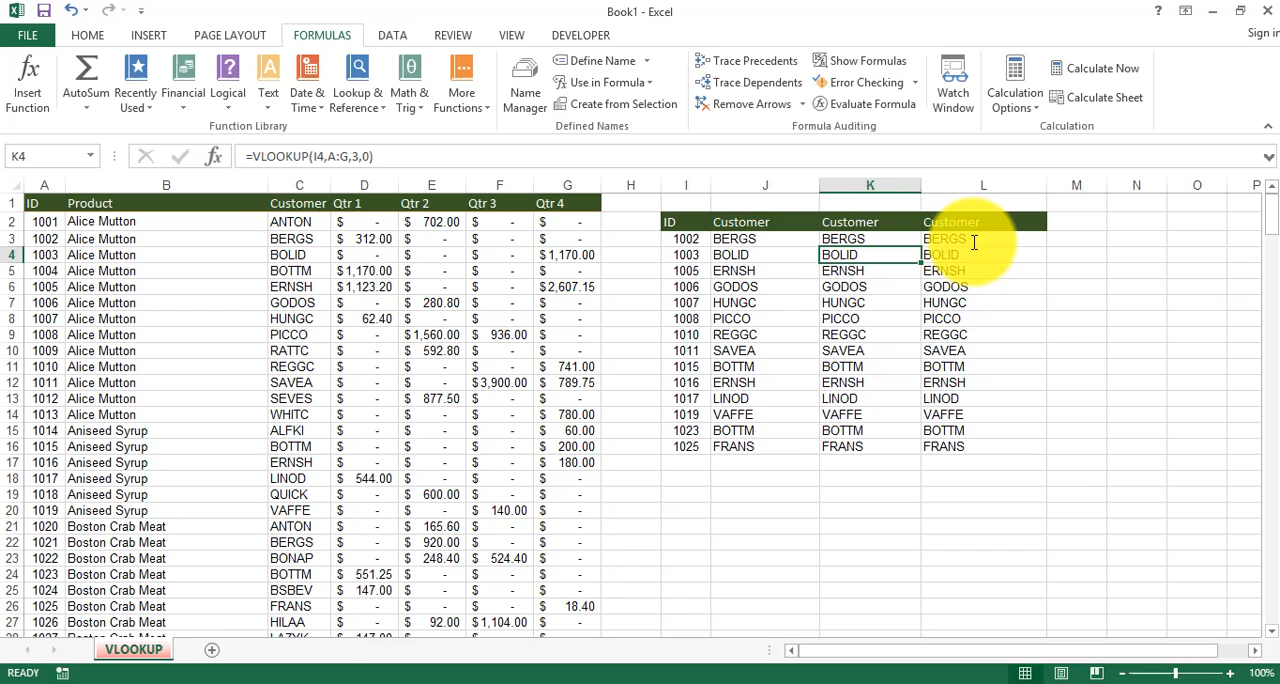 Book1 - Excel
?
FILE HOME INSERT PAGE LAYOUT FORMULAS DATA REVIEW VIEW DEVELOPER
Sign in
Insert Function
AutoSum
Recently Used
Financial
Logical
Text
Date & Time
Lookup & Reference
Math & Trig
More Functions
Function Library
Name Manager
Define Name
Use in Formula
Create from Selection
Defined Names
Trace Precedents
Trace Dependents
Remove Arrows
Show Formulas
Error Checking
Evaluate Formula
Formula Auditing
Watch Window
Calculation Options
Calculate Now
Calculate Sheet
Calculation
K4 fx =VLOOKUP(I4,A:G,3,0)
A B C D E F G H I J K L M N O P
1 ID Product Customer Qtr 1 Qtr 2 Qtr 3 Qtr 4
2 1001 Alice Mutton ANTON $ - $ 702.00 $ - $ - ID Customer Customer Customer
3 1002 Alice Mutton BERGS $ 312.00 $ - $ - $ - 1002 BERGS BERGS BERGS
4 1003 Alice Mutton BOLID $ - $ - $ - $1,170.00 1003 BOLID BOLID BOLID
5 1004 Alice Mutton BOTTM $1,170.00 $ - $ - $ - 1005 ERNSH ERNSH ERNSH
6 1005 Alice Mutton ERNSH $1,123.20 $ - $ - $2,607.15 1006 GODOS GODOS GODOS
7 1006 Alice Mutton GODOS $ - $ 280.80 $ - $ - 1007 HUNGC HUNGC HUNGC
8 1007 Alice Mutton HUNGC $ 62.40 $ - $ - $ - 1008 PICCO PICCO PICCO
9 1008 Alice Mutton PICCO $ - $1,560.00 $ 936.00 $ - 1010 REGGC REGGC REGGC
10 1009 Alice Mutton RATTC $ - $ 592.80 $ - $ - 1011 SAVEA SAVEA SAVEA
11 1010 Alice Mutton REGGC $ - $ - $ - $ 741.00 1015 BOTTM BOTTM BOTTM
12 1011 Alice Mutton SAVEA $ - $ - $3,900.00 $ 789.75 1016 ERNSH ERNSH ERNSH
13 1012 Alice Mutton SEVES $ - $ 877.50 $ - $ - 1017 LINOD LINOD LINOD
14 1013 Alice Mutton WHITC $ - $ - $ - $ 780.00 1019 VAFFE VAFFE VAFFE
15 1014 Aniseed Syrup ALFKI $ - $ - $ - $ 60.00 1023 BOTTM BOTTM BOTTM
16 1015 Aniseed Syrup BOTTM $ - $ - $ - $ 200.00 1025 FRANS FRANS FRANS
17 1016 Aniseed Syrup ERNSH $ - $ - $ - $ 180.00
18 1017 Aniseed Syrup LINOD $ 544.00 $ - $ - $ -
19 1018 Aniseed Syrup QUICK $ - $ 600.00 $ - $ -
20 1019 Aniseed Syrup VAFFE $ - $ - $ 140.00 $ -
21 1020 Boston Crab Meat ANTON $ - $ 165.60 $ - $ -
22 1021 Boston Crab Meat BERGS $ - $ 920.00 $ - $ -
23 1022 Boston Crab Meat BONAP $ - $ 248.40 $ 524.40 $ -
24 1023 Boston Crab Meat BOTTM $ 551.25 $ - $ - $ -
25 1024 Boston Crab Meat BSBEV $ 147.00 $ - $ - $ -
26 1025 Boston Crab Meat FRANS $ - $ - $ - $ 18.40
27 1026 Boston Crab Meat HILAA $ - $ 92.00 $1,104.00 $ -
28 1027 Boston Crab Meat LAZYK $ 147.00 $ - $ - $ -
VLOOKUP
READY
100%